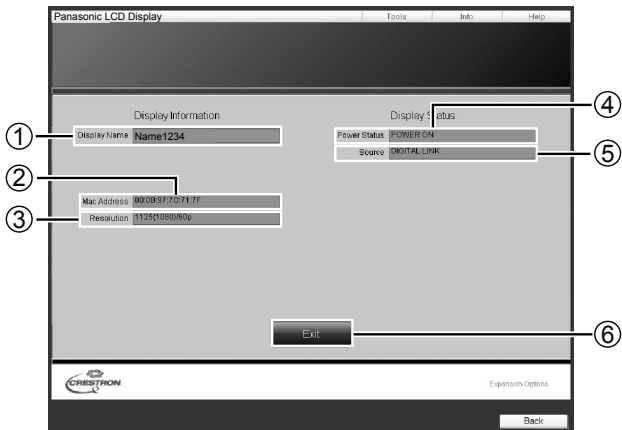 Panasonic LCD Display
Tools Info Help
Display Information
Display Status
Display Name Name1234
Power Status POWER ON
Source DIGITAL LINK
Mac Address 00:0B:97:7C:71:7F
Resolution 1125(1080)/60p
Exit
CRESTRON
Expansion Options
Back
①
②
③
④
⑤
⑥